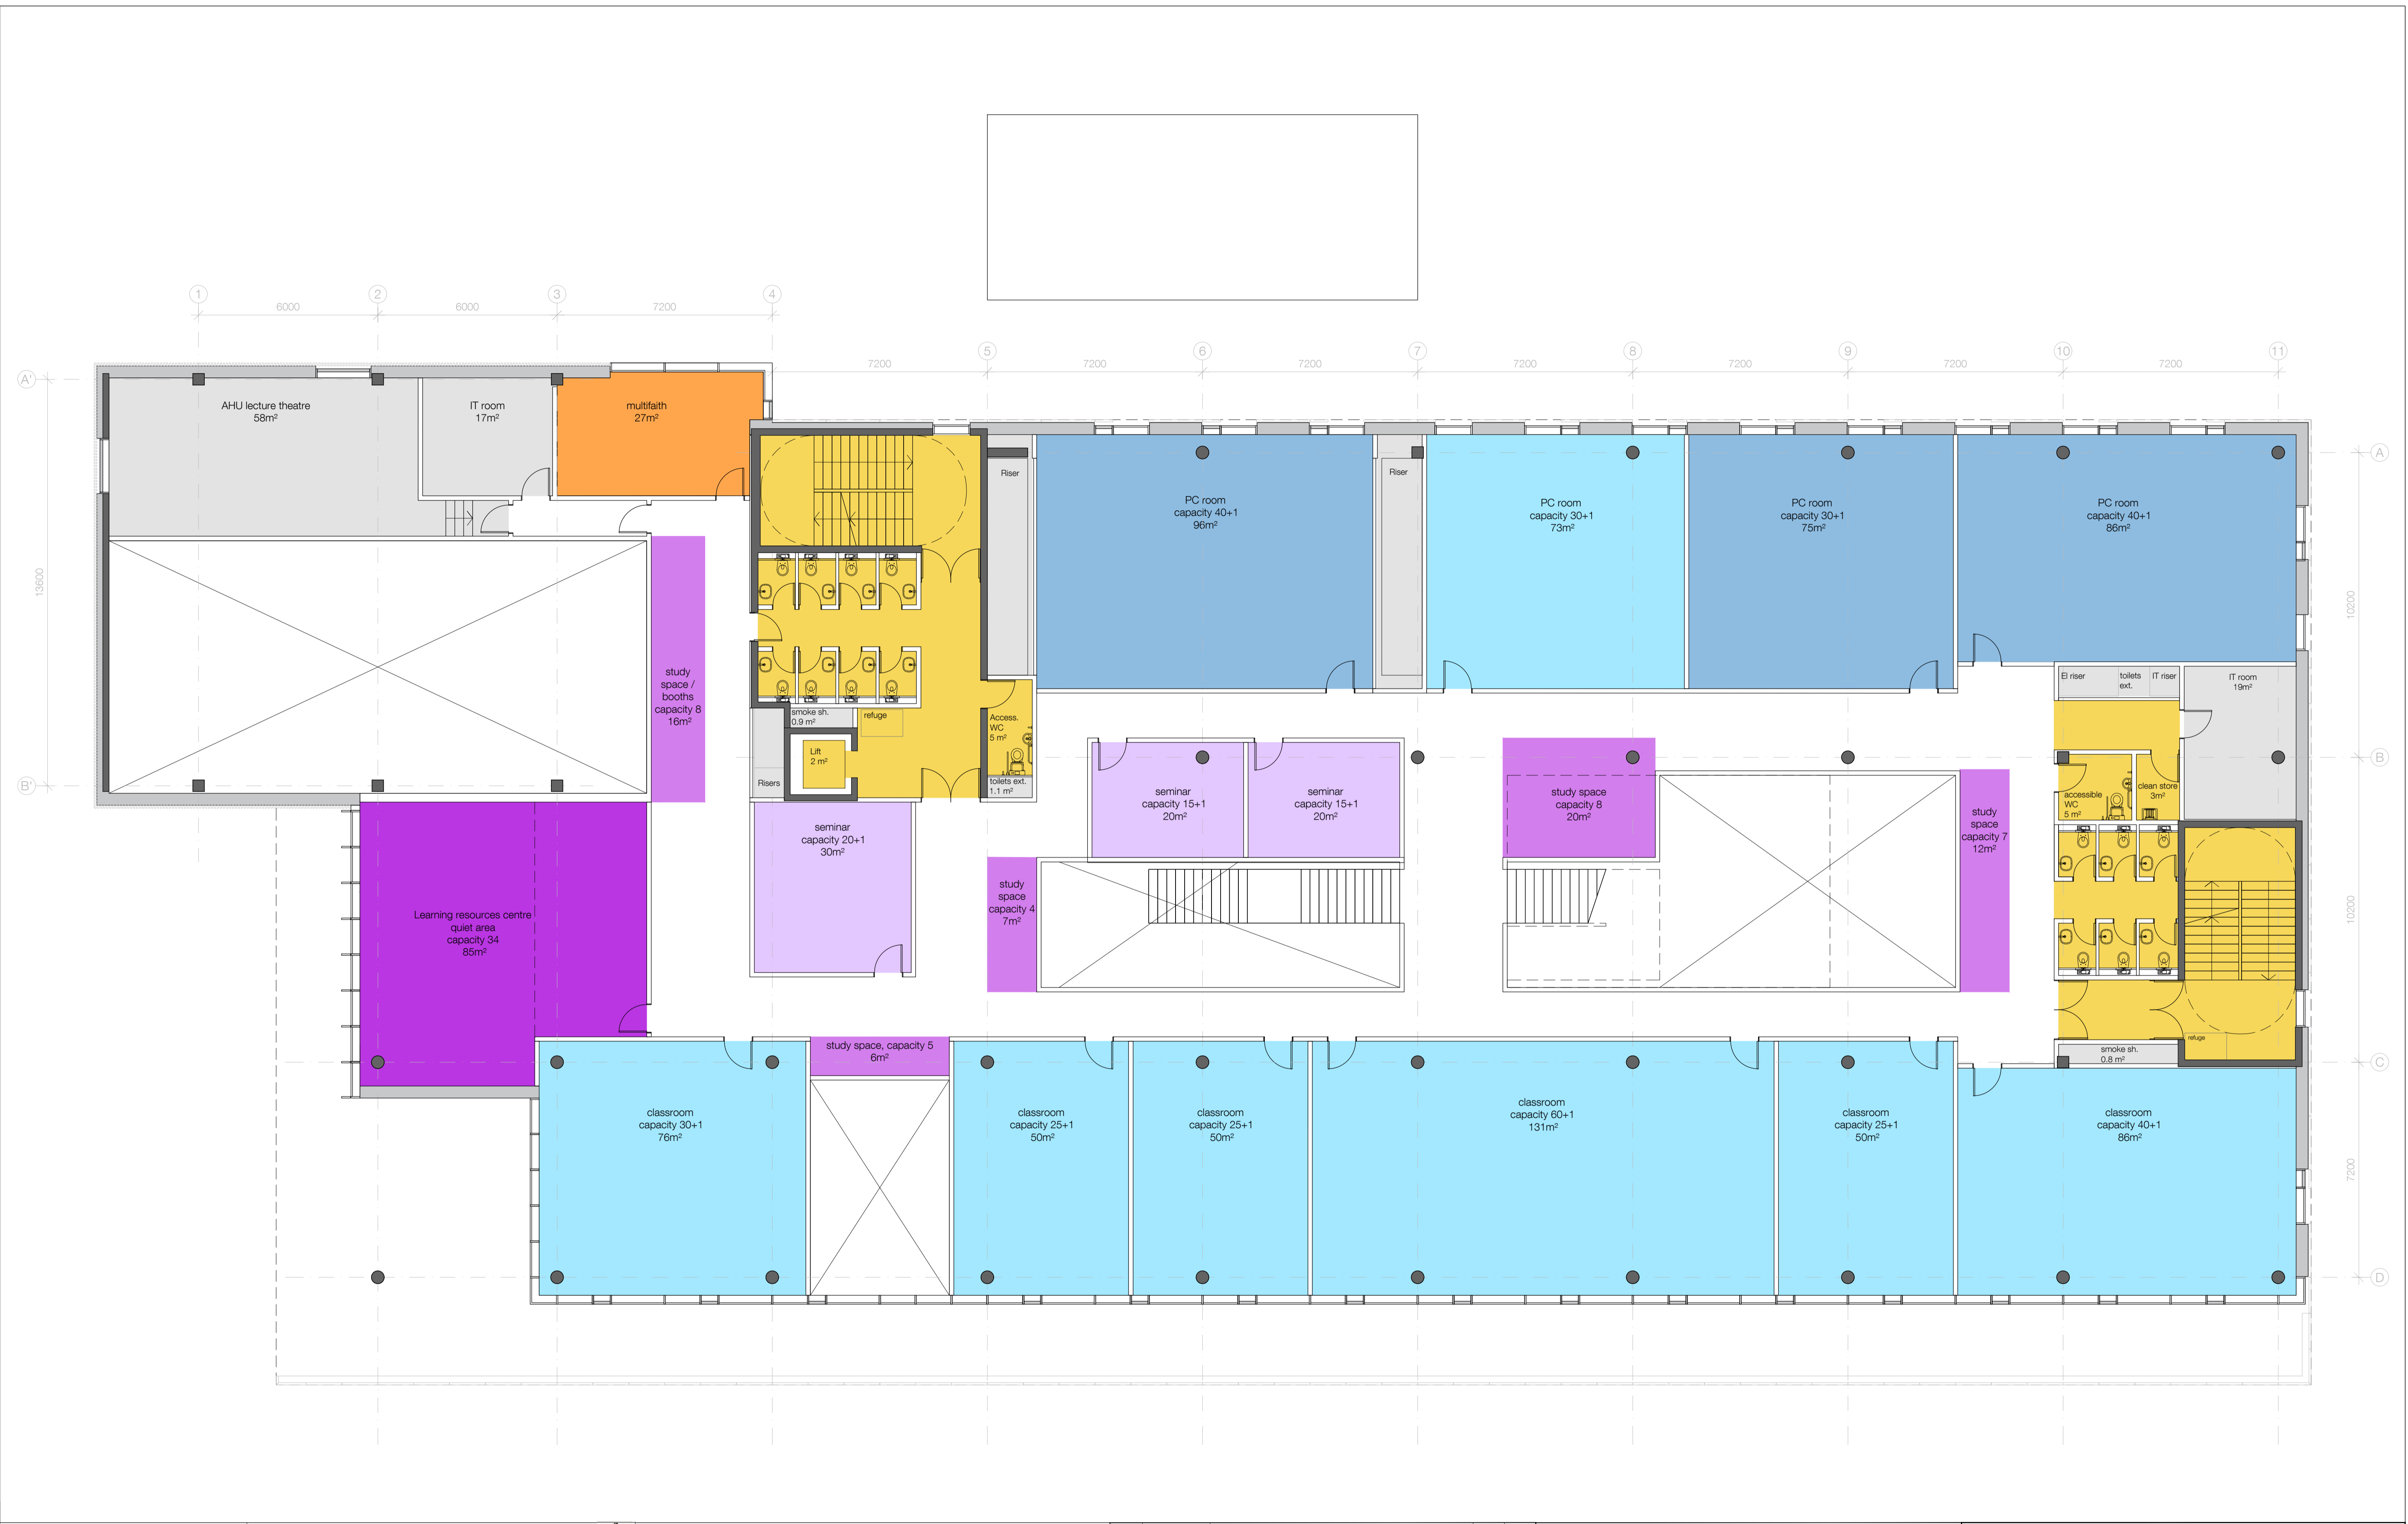 1
2
3
4
6000
6000
7200
5
6
7
8
9
10
11
7200
7200
7200
7200
7200
7200
7200
A'
B'
13600
A
B
C
D
10200
10200
7200
AHU lecture theatre
58m²
IT room
17m²
multifaith
27m²
Riser
PC room
capacity 40+1
96m²
Riser
PC room
capacity 30+1
73m²
PC room
capacity 30+1
75m²
PC room
capacity 40+1
86m²
study
space /
booths
capacity 8
16m²
smoke sh.
0.9 m²
refuge
Lift
2 m²
Risers
Access.
WC
5 m²
toilets ext.
1.1 m²
El riser
toilets
ext.
IT riser
IT room
19m²
seminar
capacity 15+1
20m²
seminar
capacity 15+1
20m²
study space
capacity 8
20m²
study
space
capacity 7
12m²
accessible
WC
5 m²
clean store
3m²
seminar
capacity 20+1
30m²
study
space
capacity 4
7m²
Learning resources centre
quiet area
capacity 34
85m²
refuge
smoke sh.
0.8 m²
study space, capacity 5
6m²
classroom
capacity 30+1
76m²
classroom
capacity 25+1
50m²
classroom
capacity 25+1
50m²
classroom
capacity 60+1
131m²
classroom
capacity 25+1
50m²
classroom
capacity 40+1
86m²